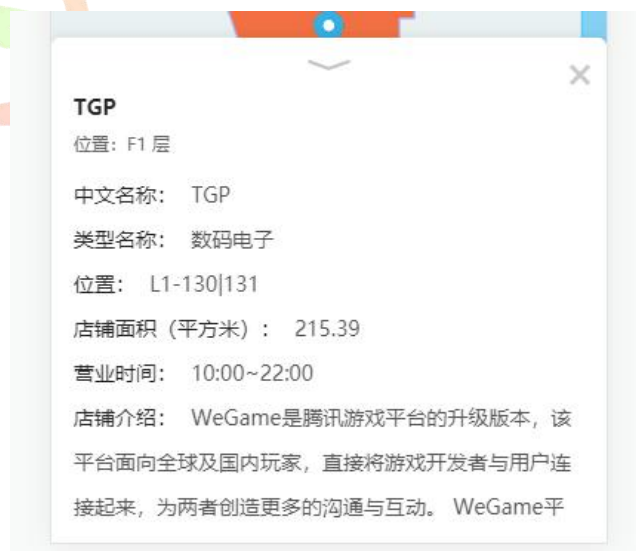 TGP
位置：F1 层
中文名称： TGP
类型名称： 数码电子
位置： L1-130|131
店铺面积（平方米）： 215.39
营业时间： 10:00~22:00
店铺介绍： WeGame是腾讯游戏平台的升级版本，该
平台面向全球及国内玩家，直接将游戏开发者与用户连
接起来，为两者创造更多的沟通与互动。 WeGame平